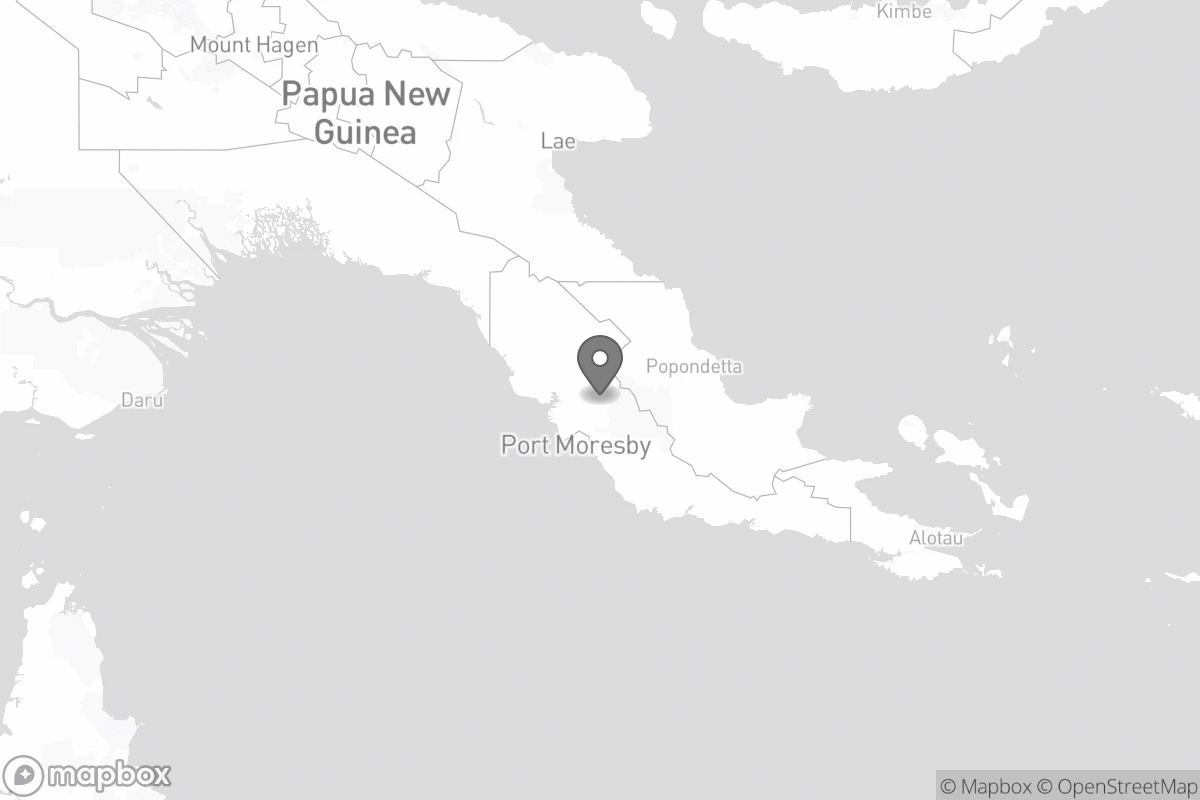 Kimbe
Mount Hagen
Papua New
Guinea
Lae
Popondetta
Daru
Port Moresby
Alotau
mapbox
© Mapbox © OpenStreetMap